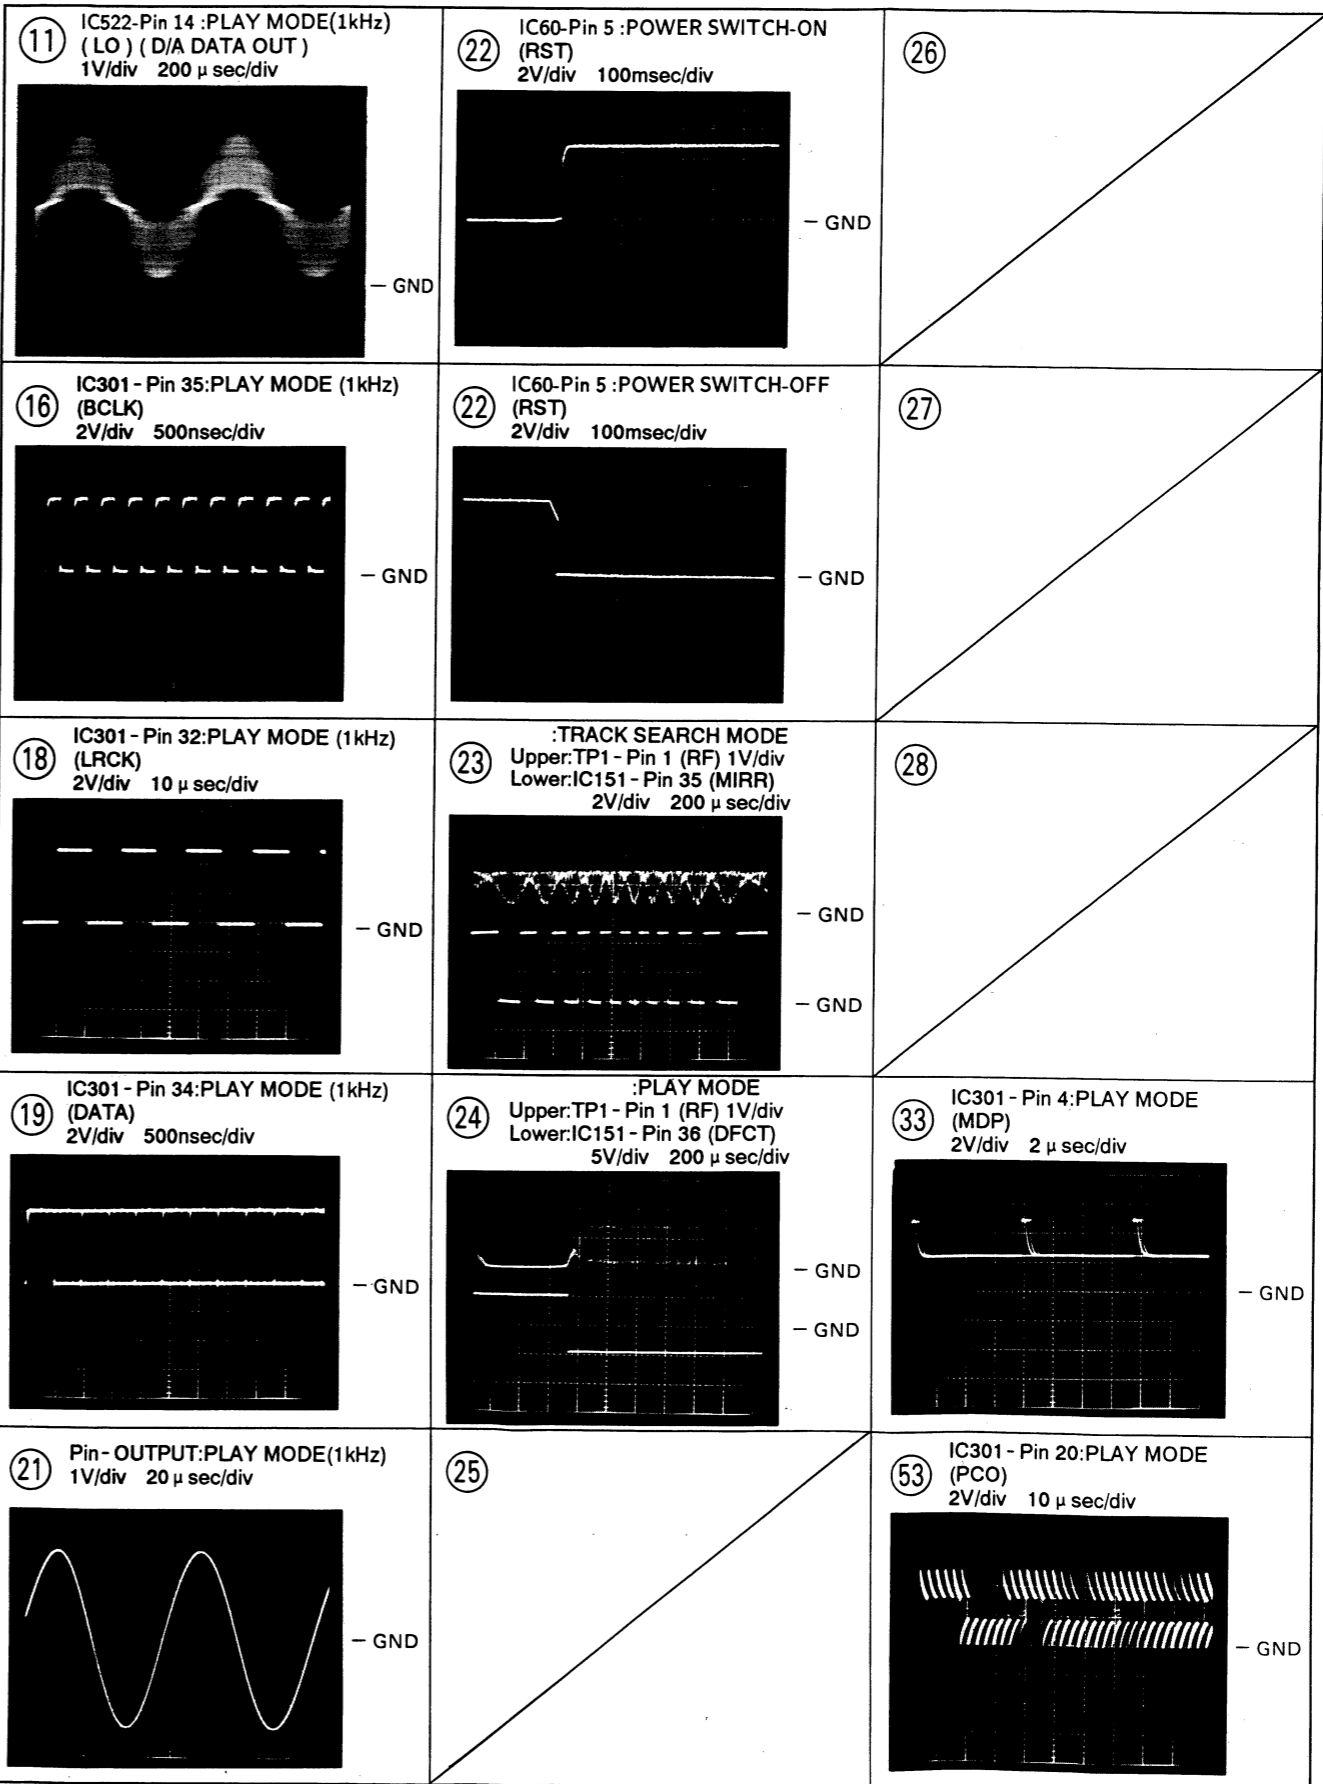 11
IC522-Pin 14 :PLAY MODE(1kHz)
( LO ) ( D/A DATA OUT )
1V/div 200 μ sec/div
– GND
22
IC60-Pin 5 :POWER SWITCH-ON
(RST)
2V/div 100msec/div
– GND
26
16
IC301 - Pin 35:PLAY MODE (1kHz)
(BCLK)
2V/div 500nsec/div
– GND
22
IC60-Pin 5 :POWER SWITCH-OFF
(RST)
2V/div 100msec/div
– GND
27
18
IC301 - Pin 32:PLAY MODE (1kHz)
(LRCK)
2V/div 10 μ sec/div
– GND
23
:TRACK SEARCH MODE
Upper:TP1 - Pin 1 (RF) 1V/div
Lower:IC151 - Pin 35 (MIRR)
2V/div 200 μ sec/div
– GND
– GND
28
19
IC301 - Pin 34:PLAY MODE (1kHz)
(DATA)
2V/div 500nsec/div
– GND
24
:PLAY MODE
Upper:TP1 - Pin 1 (RF) 1V/div
Lower:IC151 - Pin 36 (DFCT)
5V/div 200 μ sec/div
– GND
– GND
33
IC301 - Pin 4:PLAY MODE
(MDP)
2V/div 2 μ sec/div
– GND
21
Pin - OUTPUT:PLAY MODE(1kHz)
1V/div 20 μ sec/div
– GND
25
53
IC301 - Pin 20:PLAY MODE
(PCO)
2V/div 10 μ sec/div
– GND